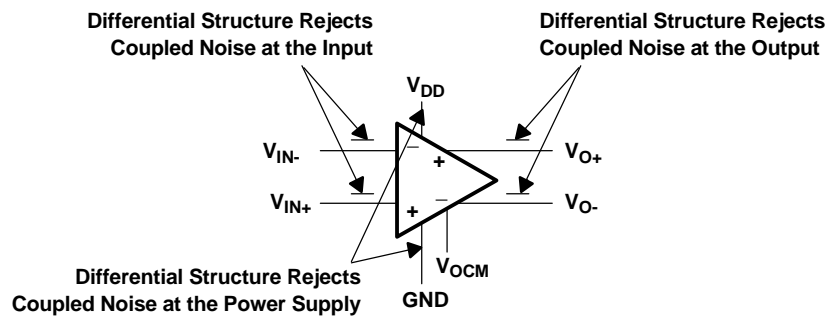 Differential Structure Rejects
Coupled Noise at the Input
Differential Structure Rejects
Coupled Noise at the Output
VDD
VIN-
–
+
VO+
VIN+
+
–
VO-
VOCM
GND
Differential Structure Rejects
Coupled Noise at the Power Supply